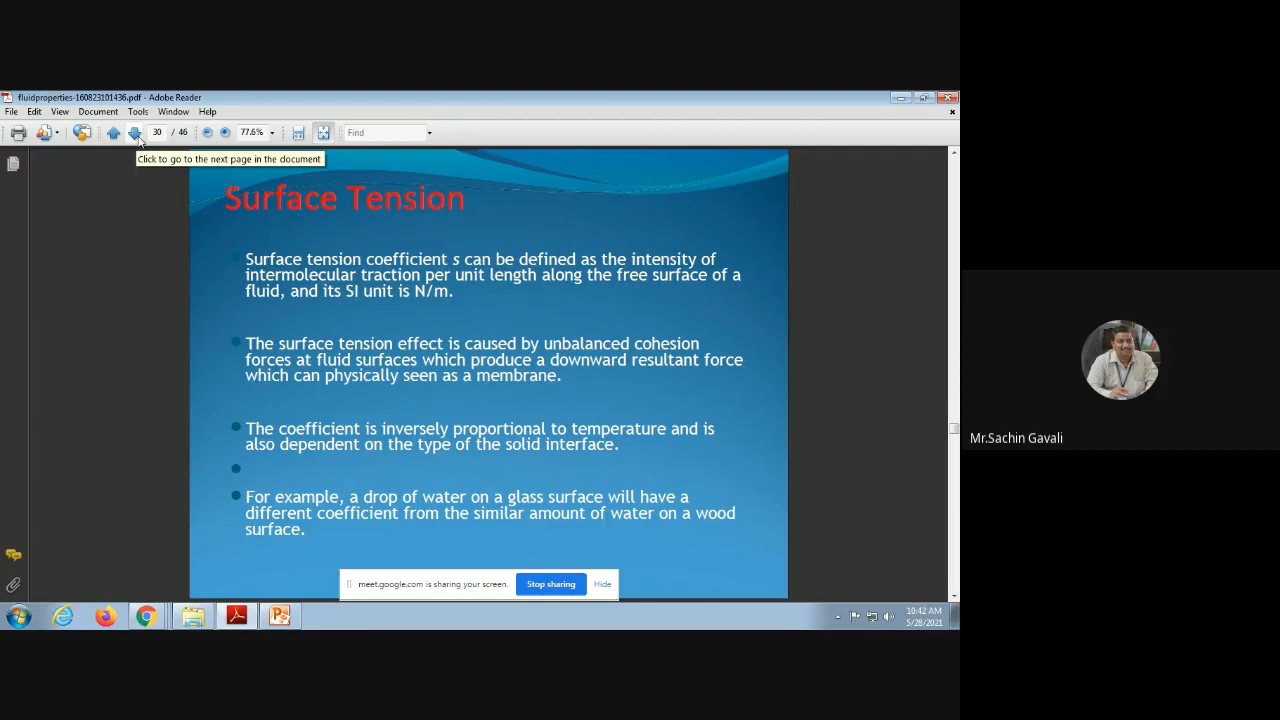 fluidproperties-160823101436.pdf - Adobe Reader
File Edit View Document Tools Window Help
30 / 46 77.6% Find
Click to go to the next page in the document
Surface Tension
Surface tension coefficient s can be defined as the intensity of
intermolecular traction per unit length along the free surface of a
fluid, and its SI unit is N/m.
The surface tension effect is caused by unbalanced cohesion
forces at fluid surfaces which produce a downward resultant force
which can physically seen as a membrane.
The coefficient is inversely proportional to temperature and is
also dependent on the type of the solid interface.
For example, a drop of water on a glass surface will have a
different coefficient from the similar amount of water on a wood
surface.
meet.google.com is sharing your screen. Stop sharing Hide
10:42 AM
5/28/2021
Mr.Sachin Gavali